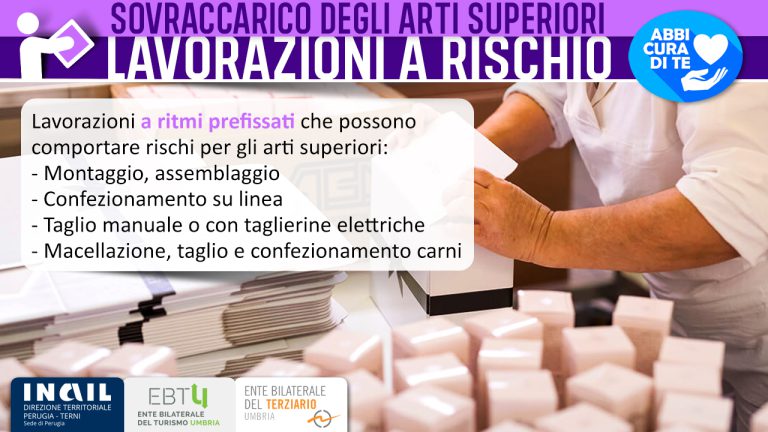 SOVRACCARICO DEGLI ARTI SUPERIORI
LAVORAZIONI A RISCHIO
ABBI
CURA
DI TE
Lavorazioni a ritmi prefissati che possono
comportare rischi per gli arti superiori:
- Montaggio, assemblaggio
- Confezionamento su linea
- Taglio manuale o con taglierine elettriche
- Macellazione, taglio e confezionamento carni
INAIL
DIREZIONE TERRITORIALE
PERUGIA - TERNI
Sede di Perugia
EBT4
ENTE BILATERALE
DEL TURISMO UMBRIA
ENTE BILATERALE
DEL TERZIARIO
UMBRIA